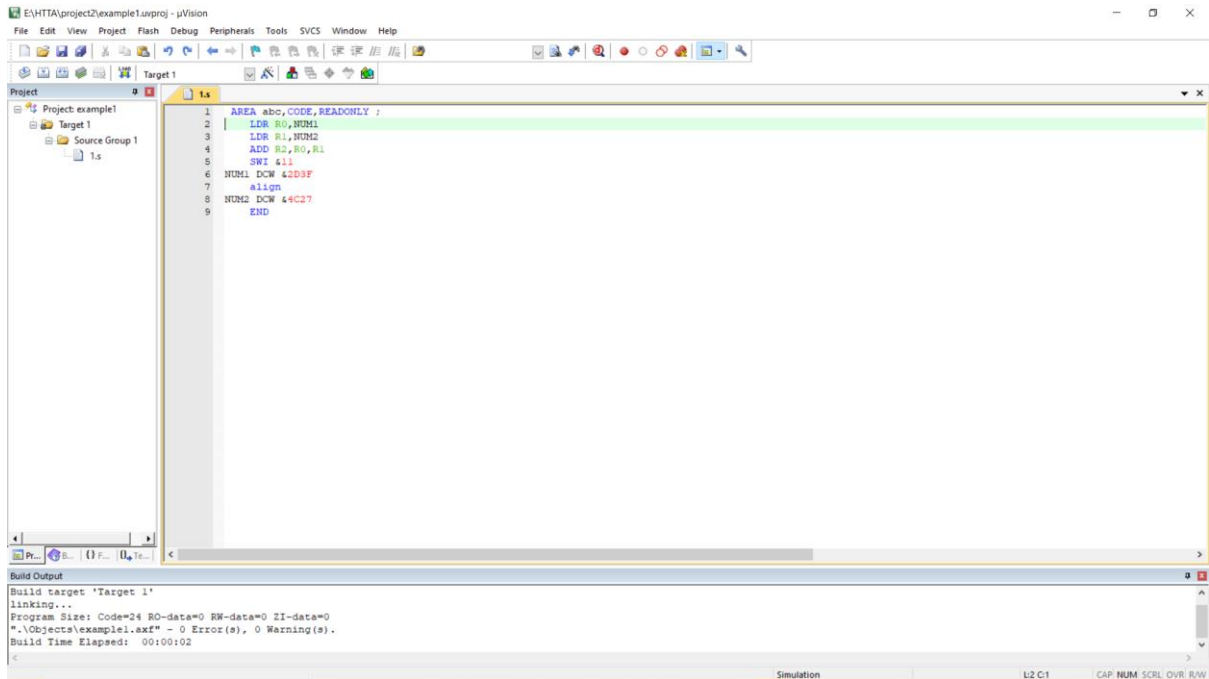 E:\HTTA\project2\example1.uvproj - µVision
File Edit View Project Flash Debug Peripherals Tools SVCS Window Help
LOAD Target 1
Project
1.s
Project: example1
Target 1
Source Group 1
1.s
1 AREA abc,CODE,READONLY ;
2 LDR R0,NUM1
3 LDR R1,NUM2
4 ADD R2,R0,R1
5 SWI &11
6 NUM1 DCW &2D3F
7 align
8 NUM2 DCW &4C27
9 END
Pr... B... {} F... Te...
Build Output
Build target 'Target 1'
linking...
Program Size: Code=24 RO-data=0 RW-data=0 ZI-data=0
".\Objects\example1.axf" - 0 Error(s), 0 Warning(s).
Build Time Elapsed: 00:00:02
Simulation L:2 C:1 CAP NUM SCRL OVR R/W